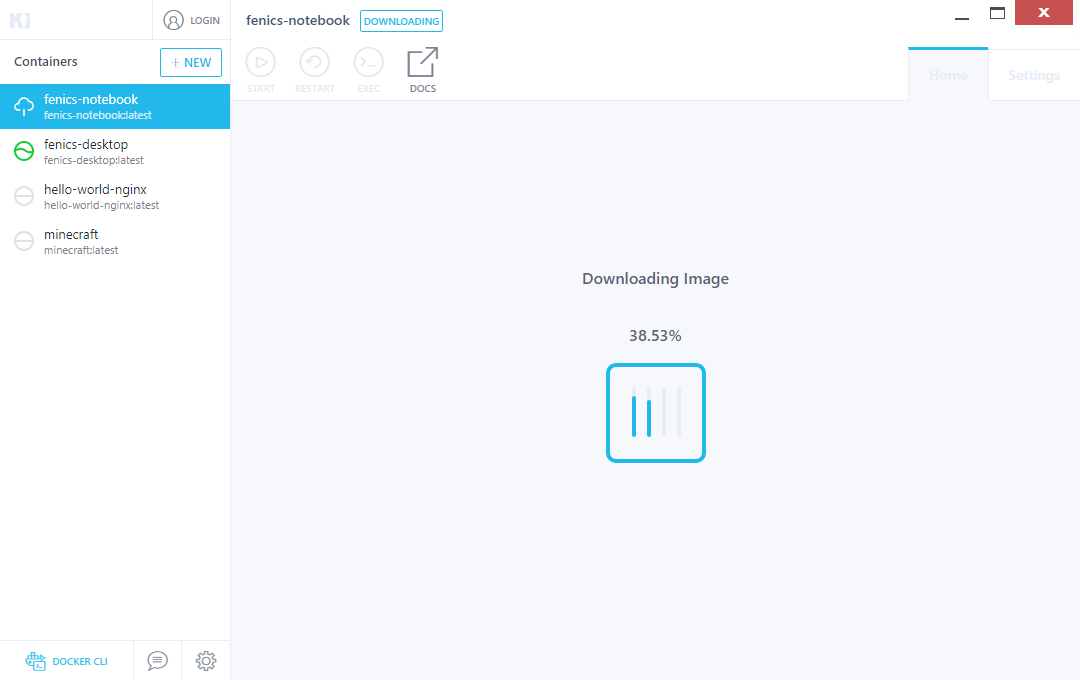 LOGIN
fenics-notebook DOWNLOADING
Containers
+ NEW
START
RESTART
EXEC
DOCS
Home
Settings
fenics-notebook
fenics-notebook:latest
fenics-desktop
fenics-desktop:latest
hello-world-nginx
hello-world-nginx:latest
minecraft
minecraft:latest
Downloading Image
38.53%
DOCKER CLI